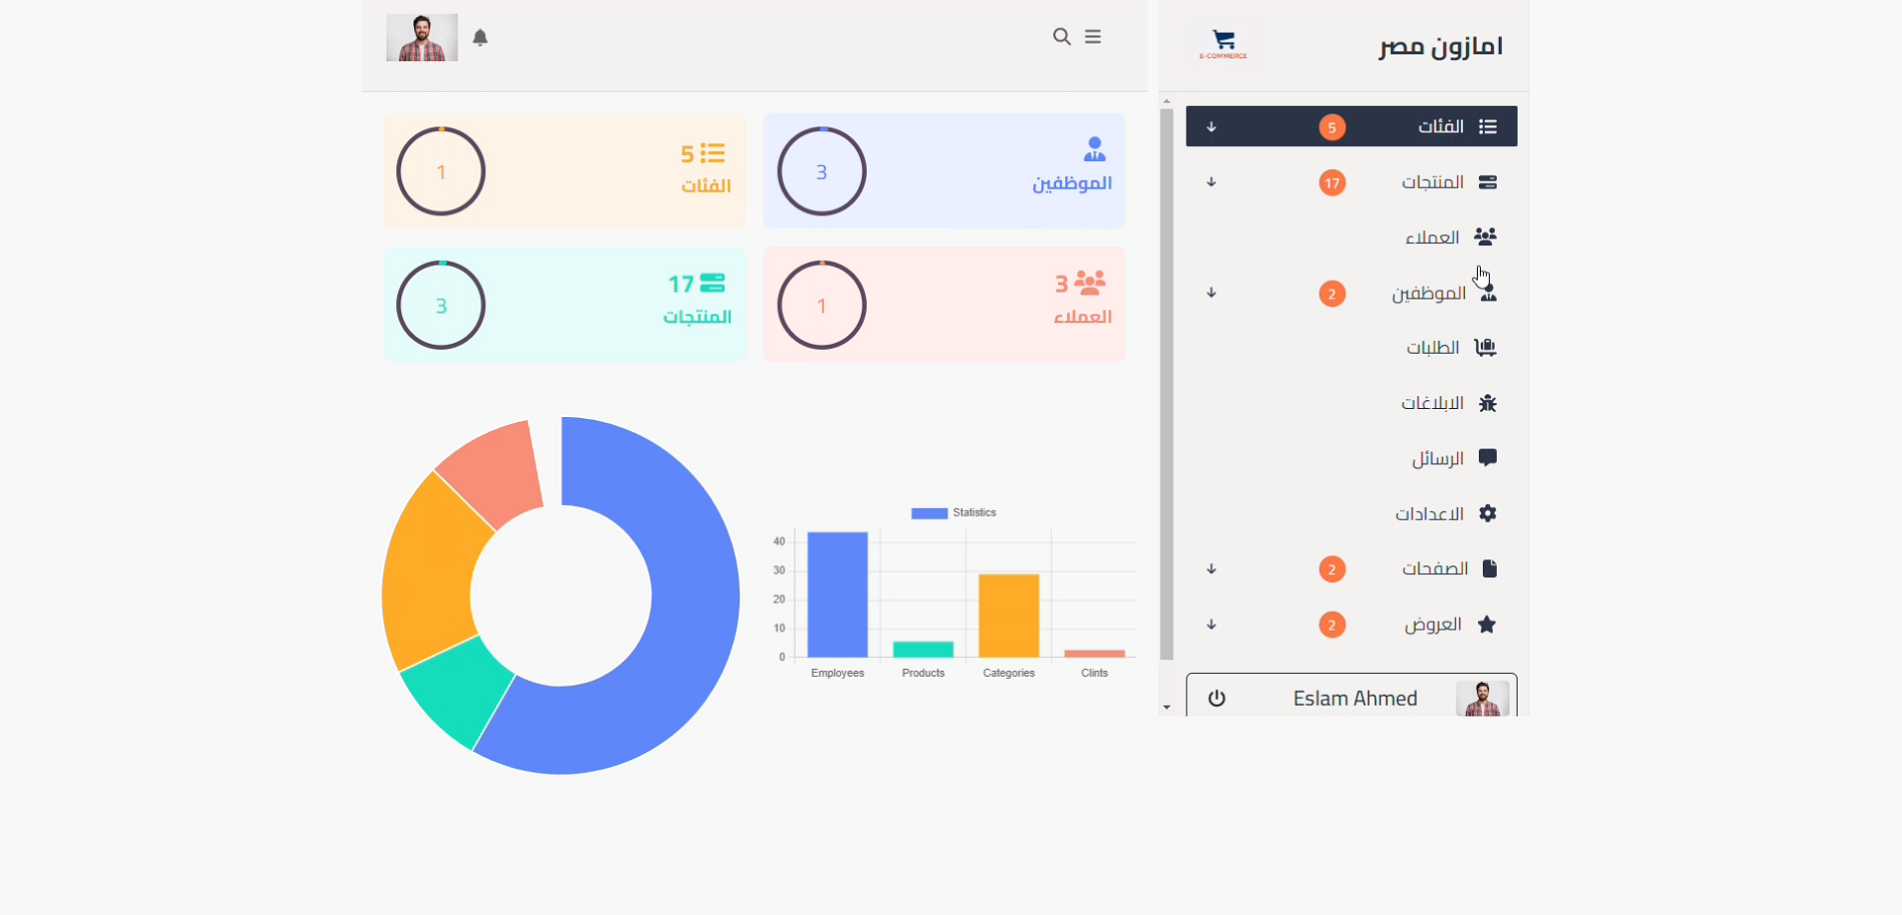 امازون مصر
E-COMMERCE
الفئات 5
المنتجات 17
العملاء
الموظفين 2
الطلبات
الابلاغات
الرسائل
الاعدادات
الصفحات 2
العروض 2
Eslam Ahmed
الموظفين
3
5
الفئات
1
3
العملاء
1
17
المنتجات
3
Statistics
40
30
20
10
0
Employees Products Categories Clints